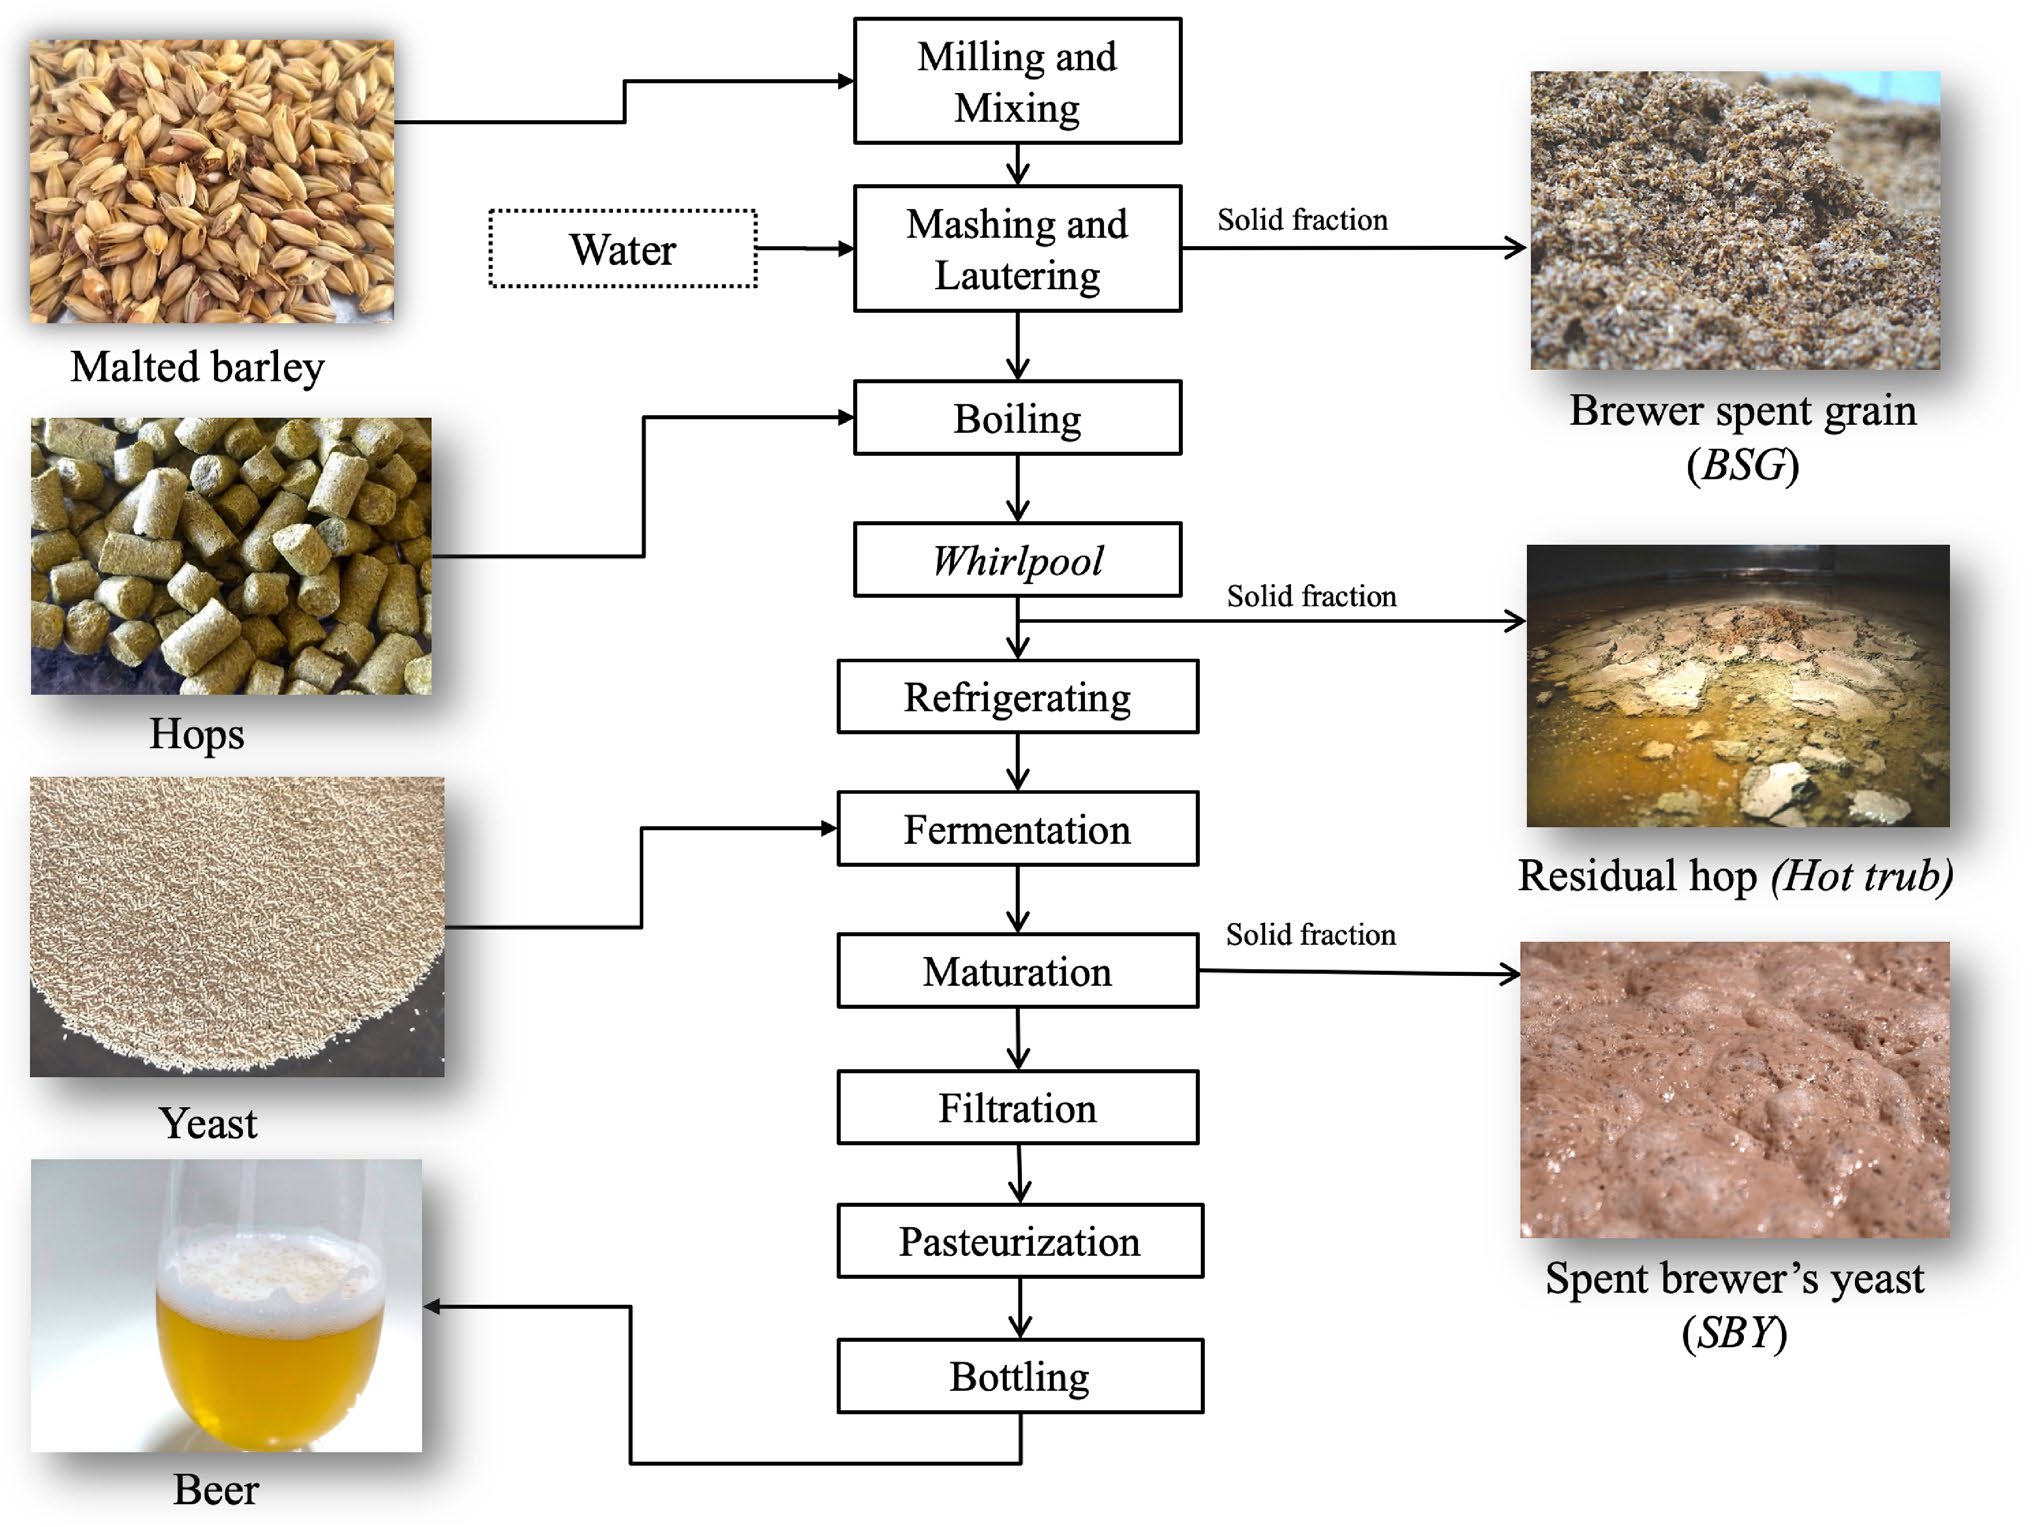 Milling and
Mixing
Malted barley
Water
Mashing and
Lautering
Solid fraction
Brewer spent grain
(BSG)
Hops
Boiling
Whirlpool
Solid fraction
Residual hop (Hot trub)
Refrigerating
Yeast
Fermentation
Maturation
Solid fraction
Spent brewer’s yeast
(SBY)
Filtration
Pasteurization
Bottling
Beer